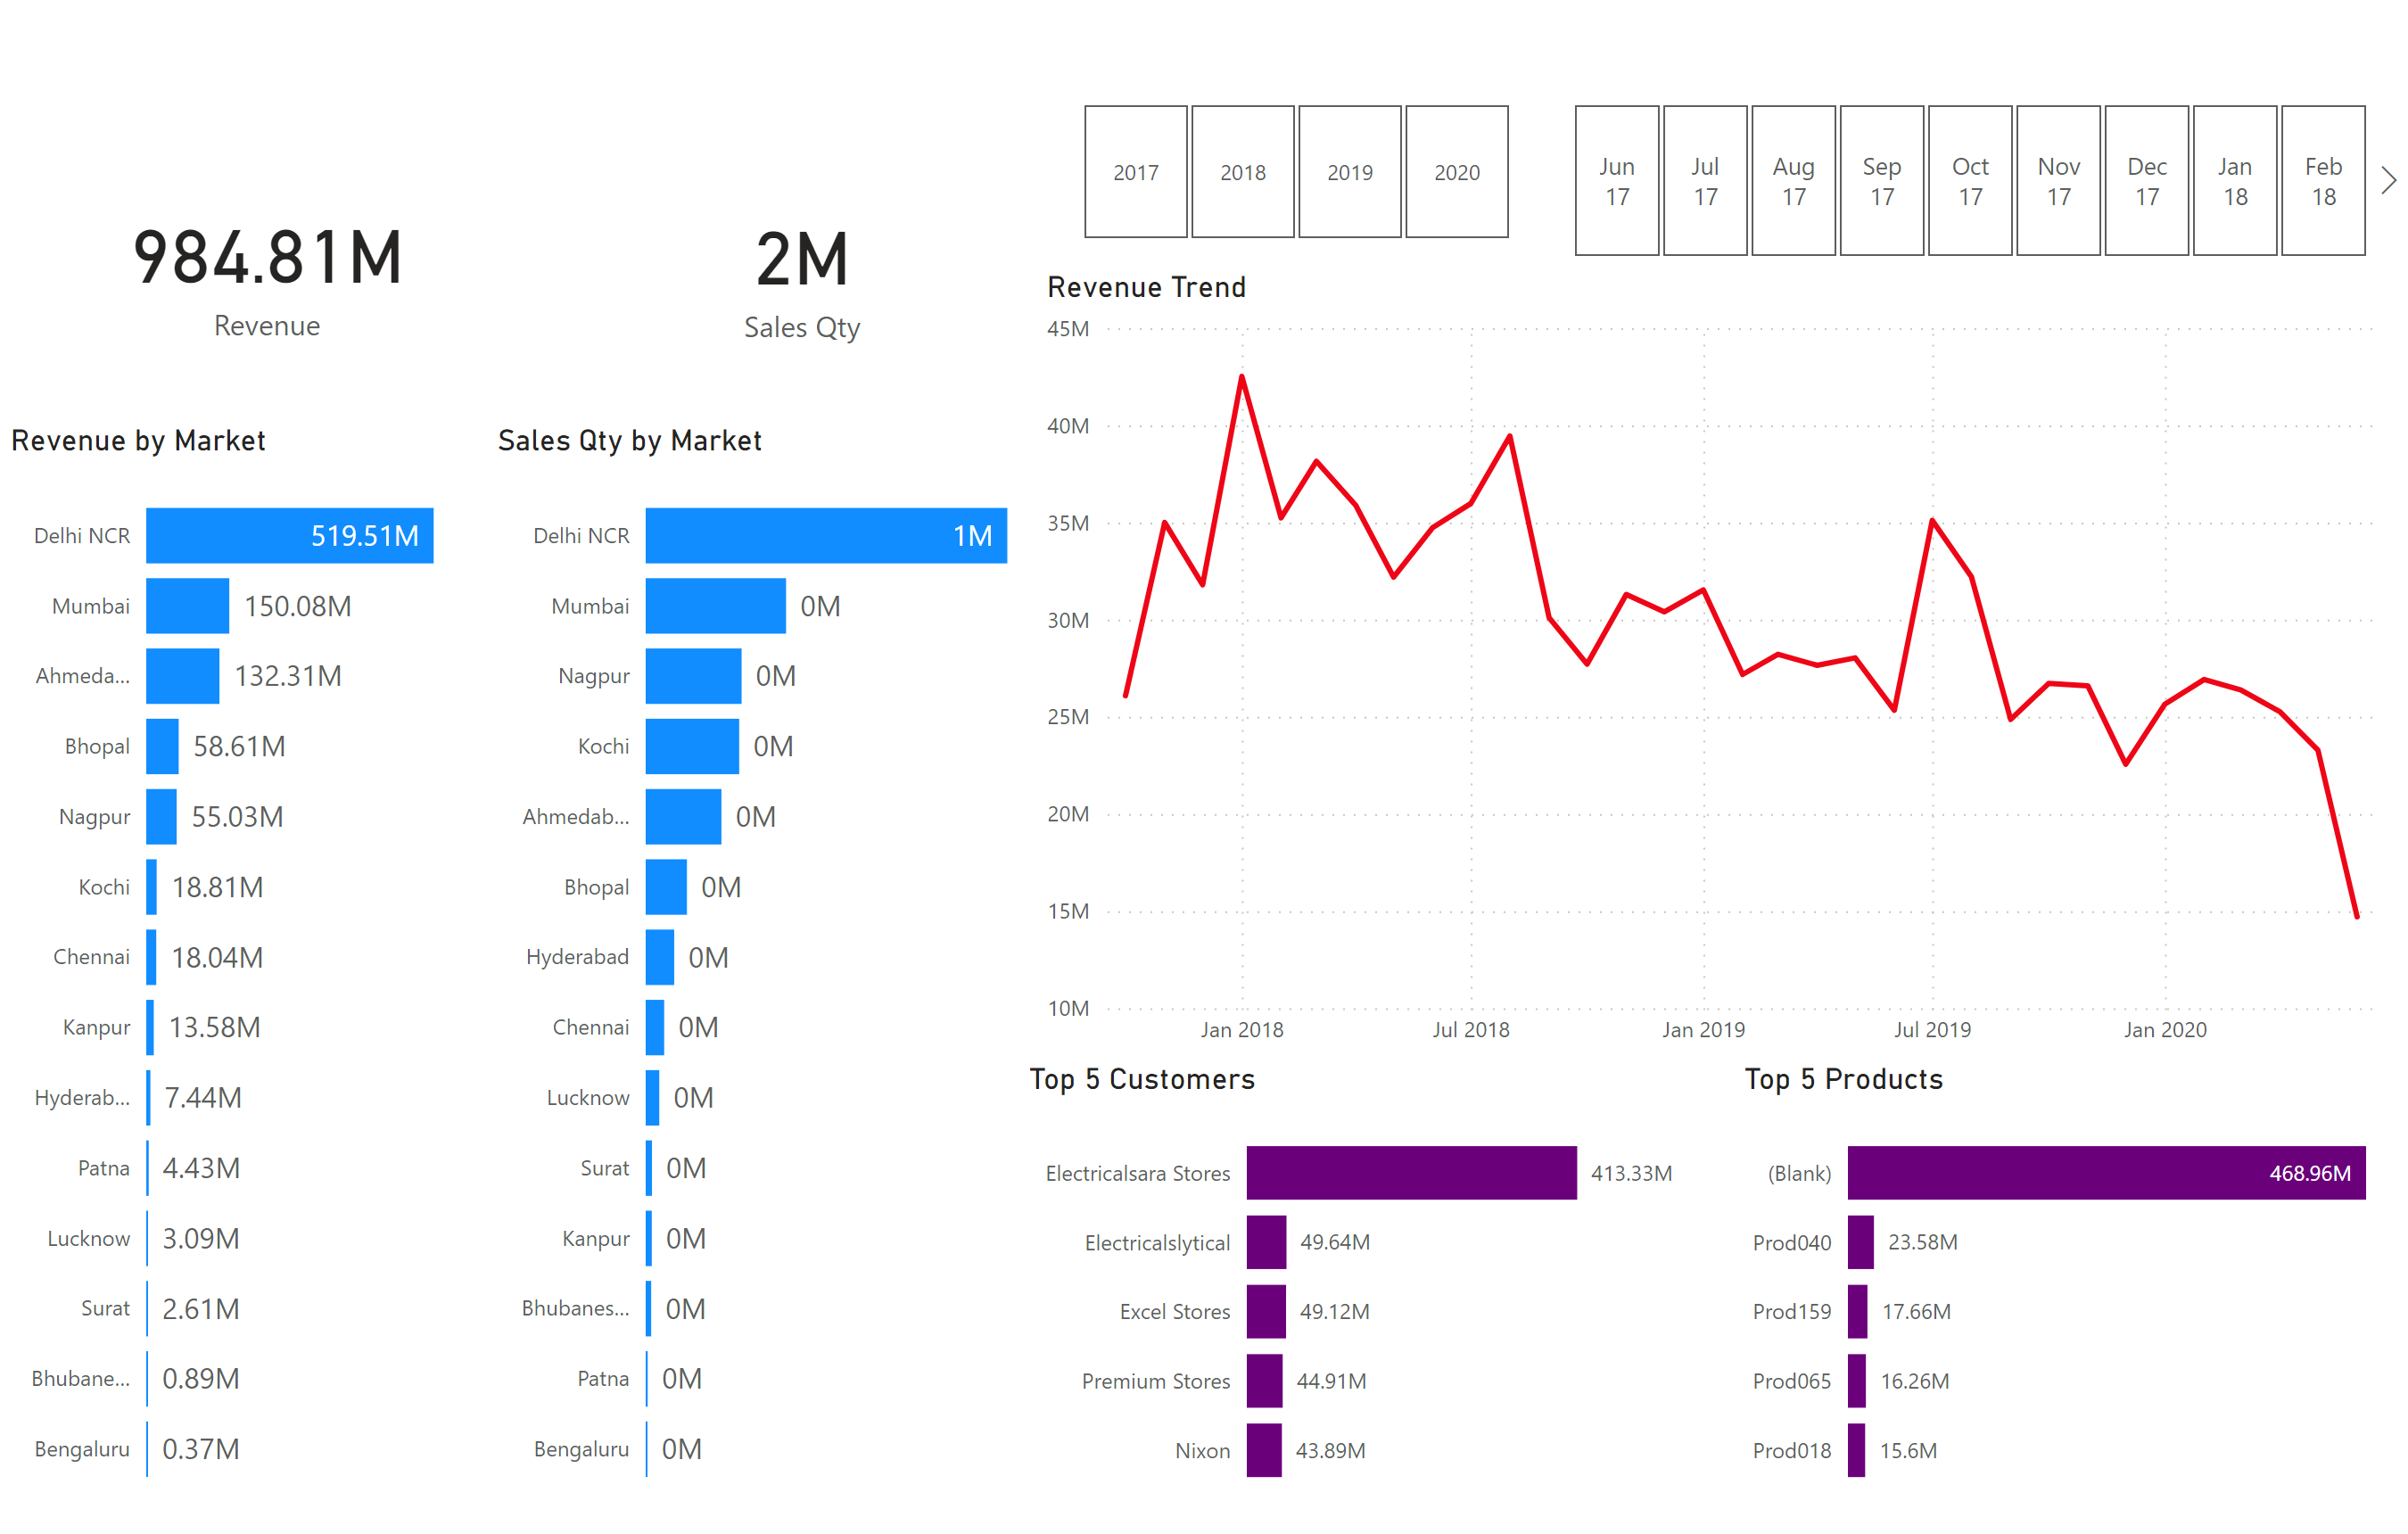 984.81M
Revenue
2M
Sales Qty
2017
2018
2019
2020
Jun
17
Jul
17
Aug
17
Sep
17
Oct
17
Nov
17
Dec
17
Jan
18
Feb
18
Revenue by Market
Delhi NCR 519.51M
Mumbai 150.08M
Ahmeda... 132.31M
Bhopal 58.61M
Nagpur 55.03M
Kochi 18.81M
Chennai 18.04M
Kanpur 13.58M
Hyderab... 7.44M
Patna 4.43M
Lucknow 3.09M
Surat 2.61M
Bhubane... 0.89M
Bengaluru 0.37M
Sales Qty by Market
Delhi NCR 1M
Mumbai 0M
Nagpur 0M
Kochi 0M
Ahmedab... 0M
Bhopal 0M
Hyderabad 0M
Chennai 0M
Lucknow 0M
Surat 0M
Kanpur 0M
Bhubanes... 0M
Patna 0M
Bengaluru 0M
Revenue Trend
45M
40M
35M
30M
25M
20M
15M
10M
Jan 2018 Jul 2018 Jan 2019 Jul 2019 Jan 2020
Top 5 Customers
Electricalsara Stores 413.33M
Electricalslytical 49.64M
Excel Stores 49.12M
Premium Stores 44.91M
Nixon 43.89M
Top 5 Products
(Blank) 468.96M
Prod040 23.58M
Prod159 17.66M
Prod065 16.26M
Prod018 15.6M